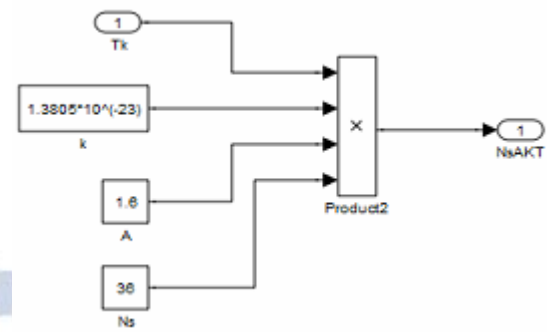 1
Tk
1.3805*10^(-23)
k
×
1
NsAKT
1.6
A
Product2
36
Ns